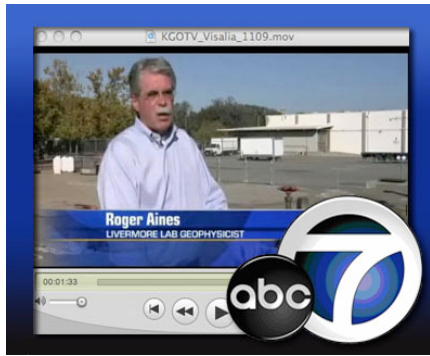 KGOTV_Visalia_1109.mov
Roger Aines
LIVERMORE LAB GEOPHYSICIST
00:01:33
abc
7